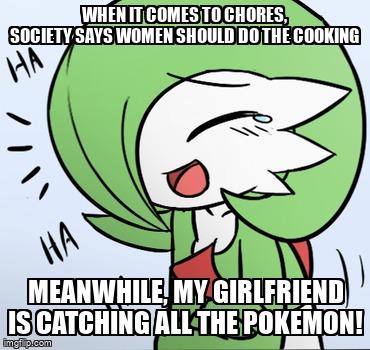 WHEN IT COMES TO CHORES,
SOCIETY SAYS WOMEN SHOULD DO THE COOKING
HA
HA
MEANWHILE, MY GIRLFRIEND
IS CATCHING ALL THE POKEMON!
imgflip.com